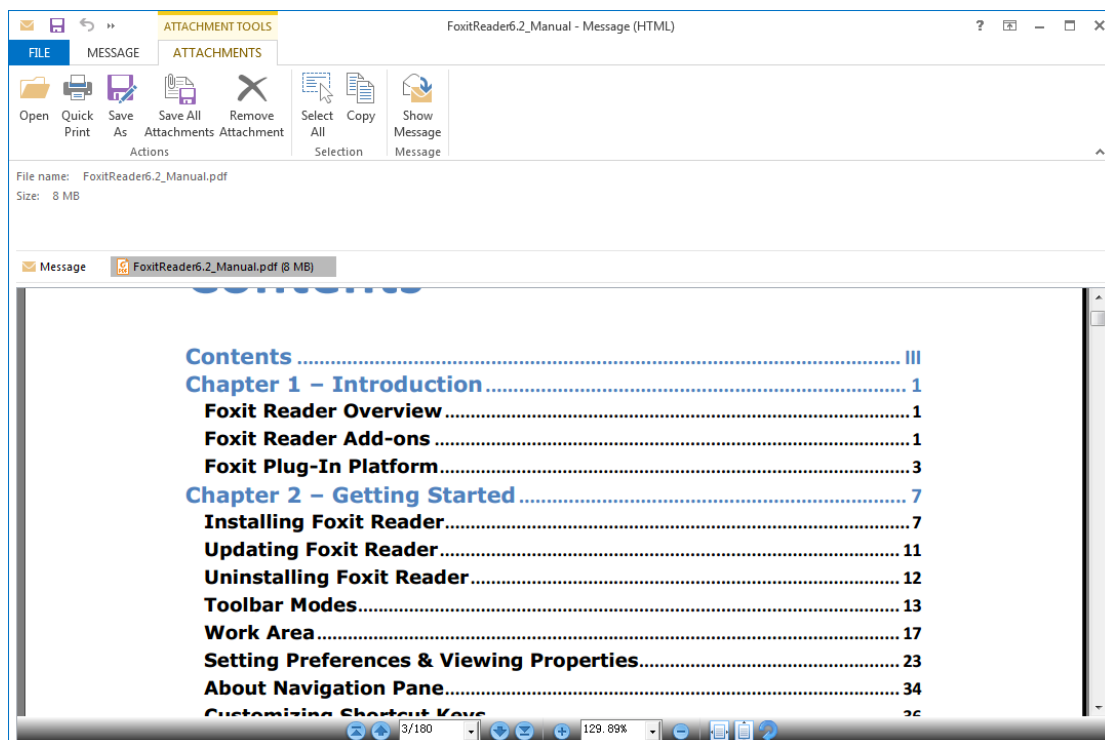 ATTACHMENT TOOLS FoxitReader6.2_Manual - Message (HTML)
FILE MESSAGE ATTACHMENTS
Open Quick Print Save As Save All Attachments Remove Attachment Select All Copy Show Message
Actions Selection Message
File name: FoxitReader6.2_Manual.pdf
Size: 8 MB
Message FoxitReader6.2_Manual.pdf (8 MB)
Contents
Contents ........ III
Chapter 1 – Introduction ........ 1
Foxit Reader Overview ........ 1
Foxit Reader Add-ons ........ 1
Foxit Plug-In Platform ........ 3
Chapter 2 – Getting Started ........ 7
Installing Foxit Reader ........ 7
Updating Foxit Reader ........ 11
Uninstalling Foxit Reader ........ 12
Toolbar Modes ........ 13
Work Area ........ 17
Setting Preferences & Viewing Properties ........ 23
About Navigation Pane ........ 34
Customizing Shortcut Keys ........ 36
3/180 129.89%